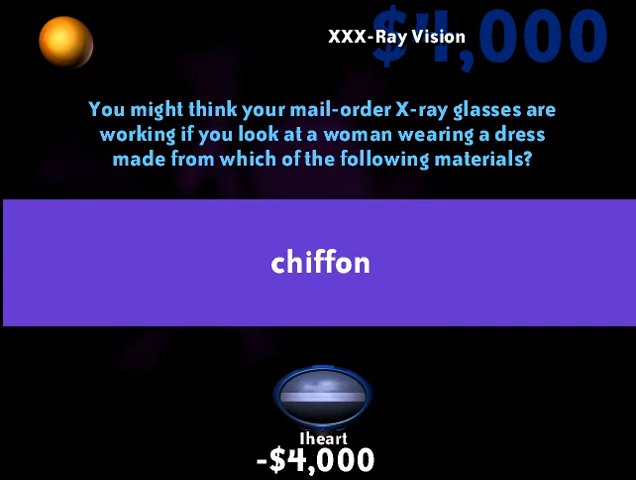 $4,000
XXX-Ray Vision
You might think your mail-order X-ray glasses are
working if you look at a woman wearing a dress
made from which of the following materials?
chiffon
Iheart
-$4,000